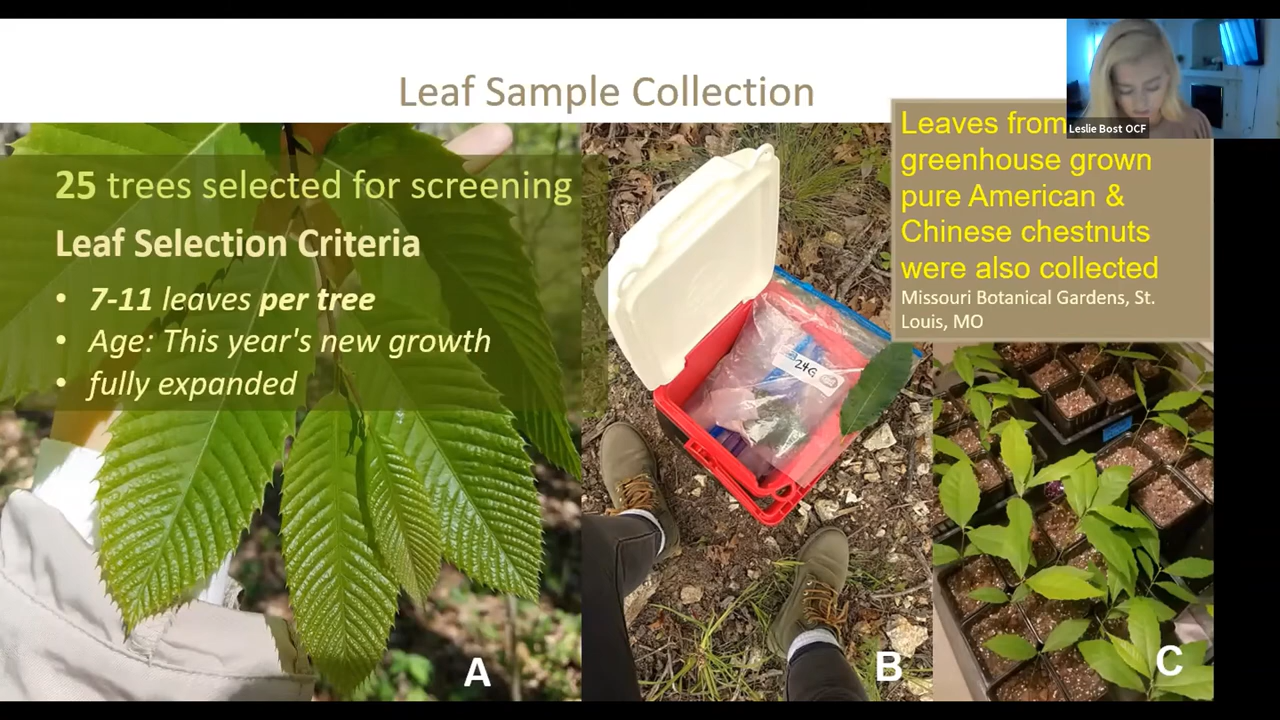 Leaf Sample Collection
25 trees selected for screening
Leaf Selection Criteria
• 7-11 leaves per tree
• Age: This year's new growth
• fully expanded
Leaves from
greenhouse grown
pure American &
Chinese chestnuts
were also collected
Missouri Botanical Gardens, St.
Louis, MO
Leslie Bost OCF
24G
A
B
C